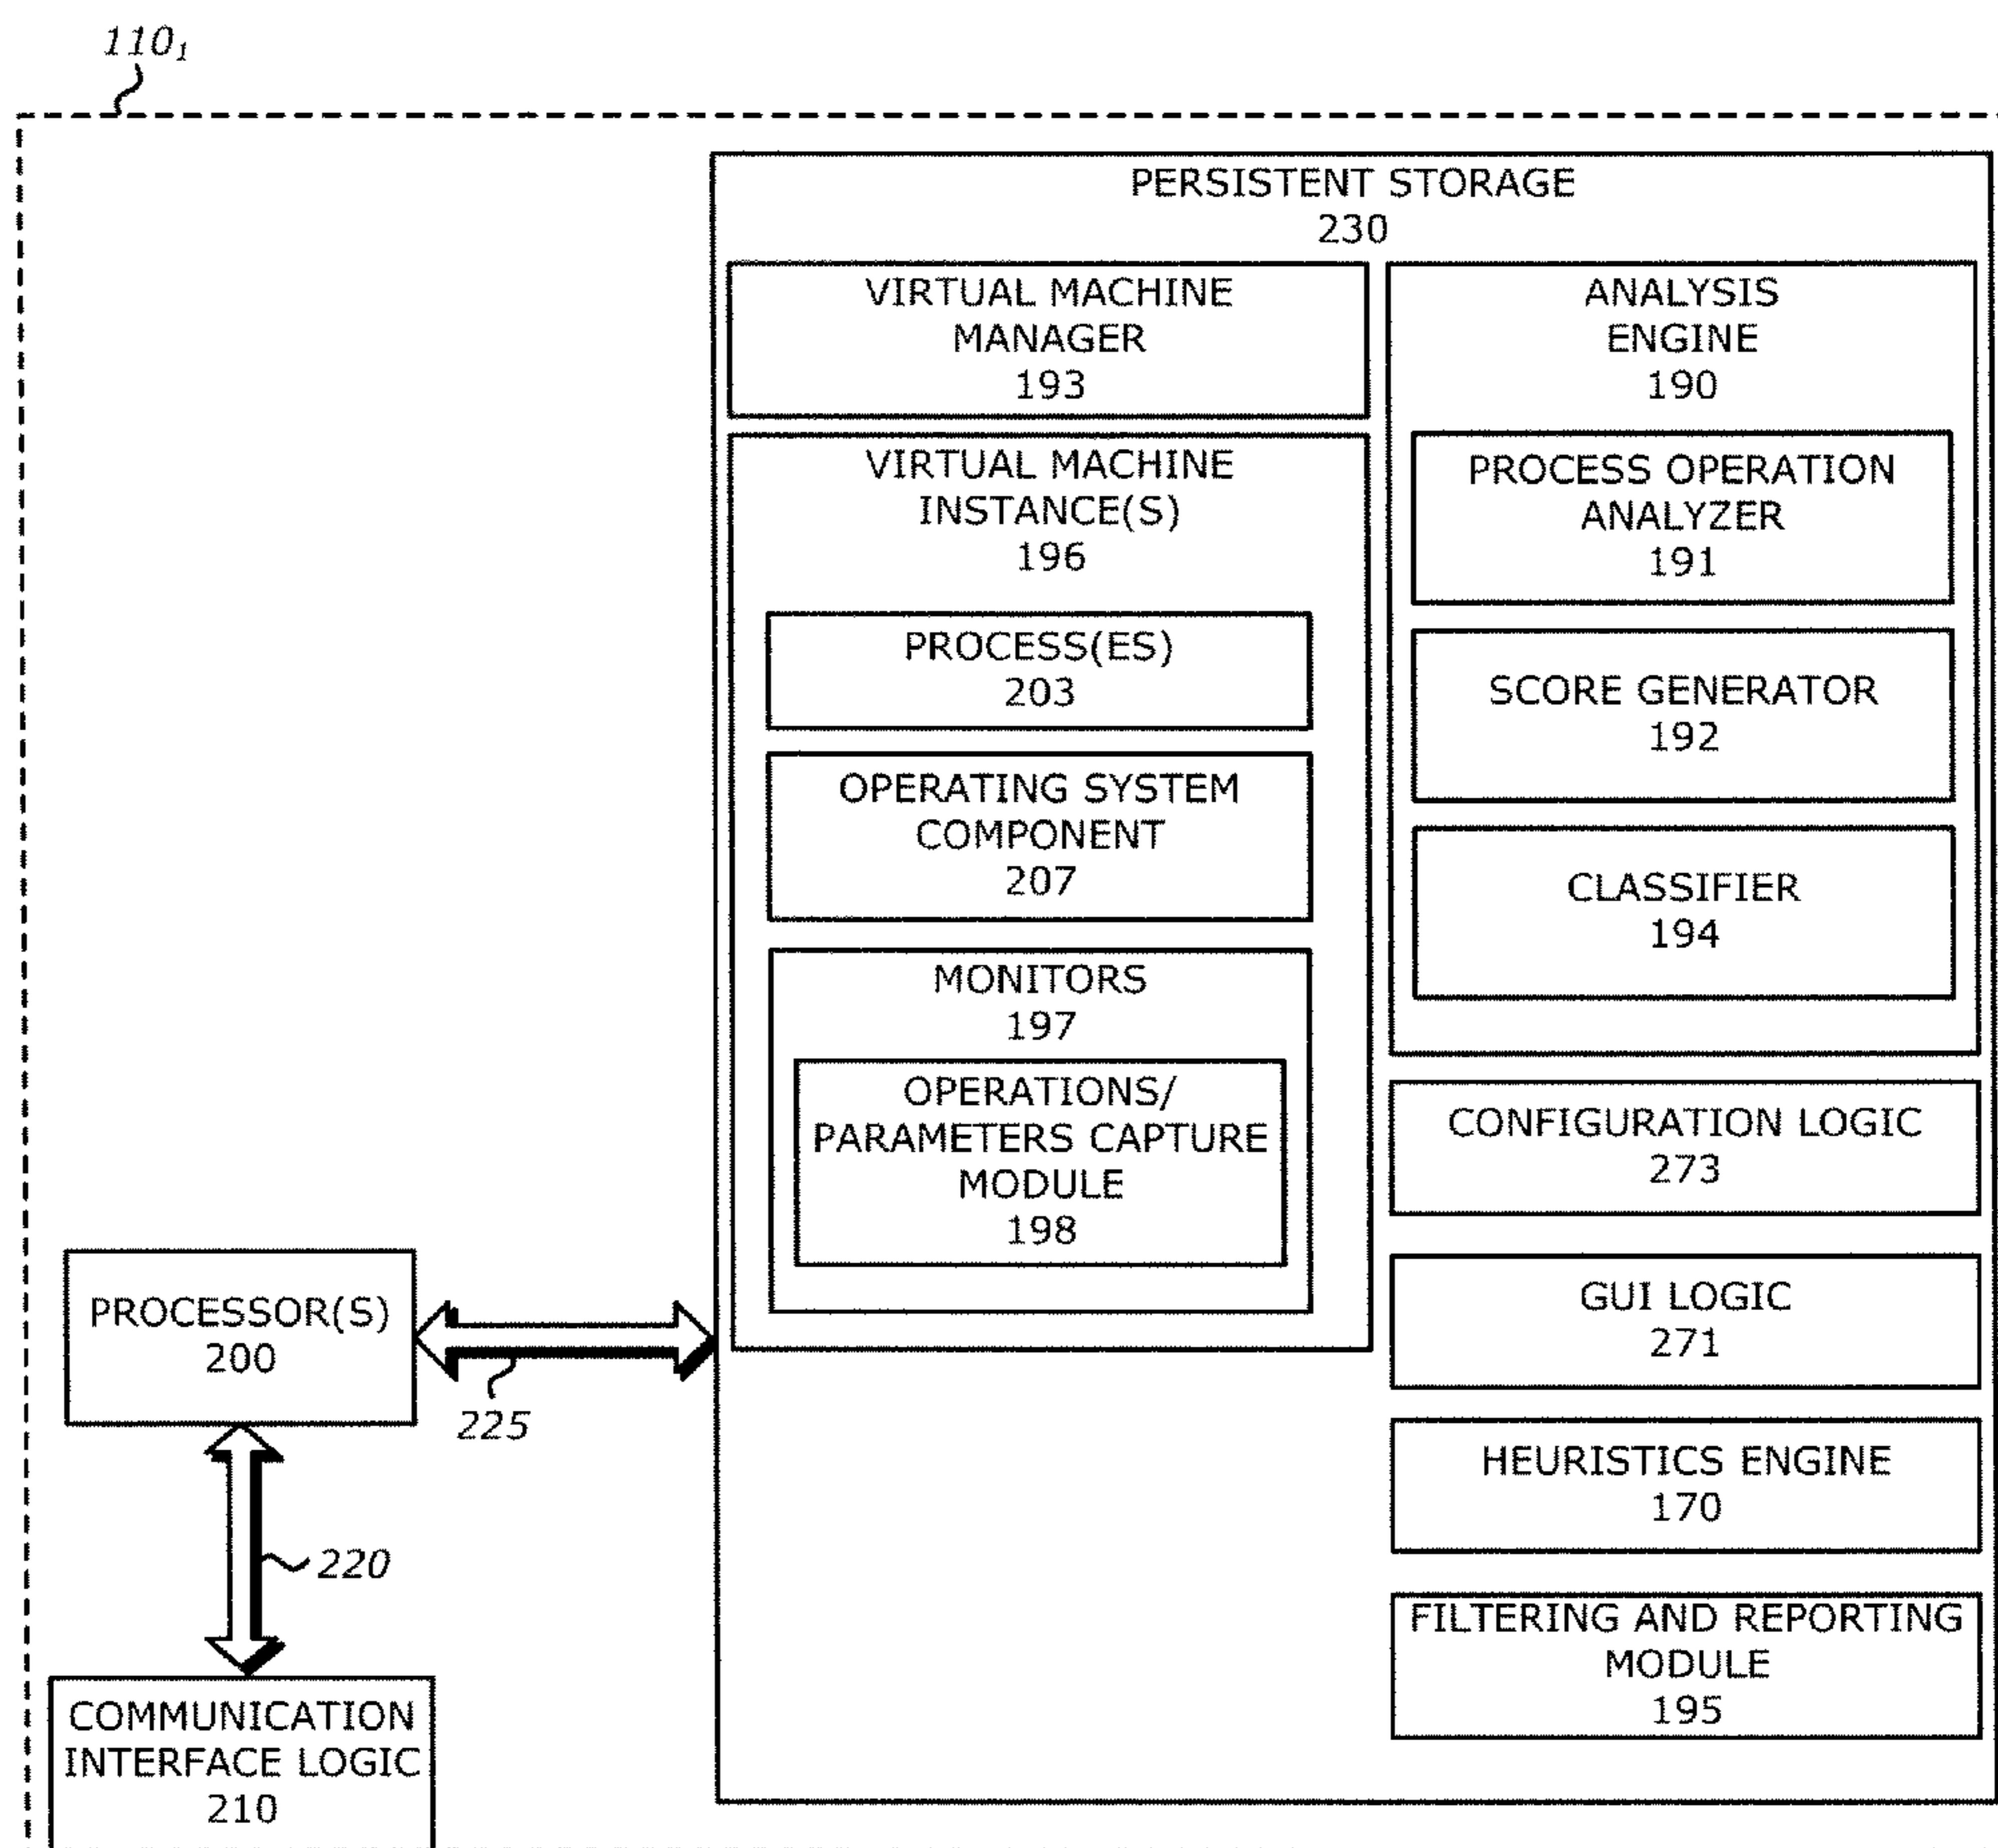 110₁
PERSISTENT STORAGE
230
VIRTUAL MACHINE
MANAGER
193
VIRTUAL MACHINE
INSTANCE(S)
196
PROCESS(ES)
203
OPERATING SYSTEM
COMPONENT
207
MONITORS
197
OPERATIONS/
PARAMETERS CAPTURE
MODULE
198
ANALYSIS
ENGINE
190
PROCESS OPERATION
ANALYZER
191
SCORE GENERATOR
192
CLASSIFIER
194
CONFIGURATION LOGIC
273
GUI LOGIC
271
HEURISTICS ENGINE
170
FILTERING AND REPORTING
MODULE
195
PROCESSOR(S)
200
225
220
COMMUNICATION
INTERFACE LOGIC
210